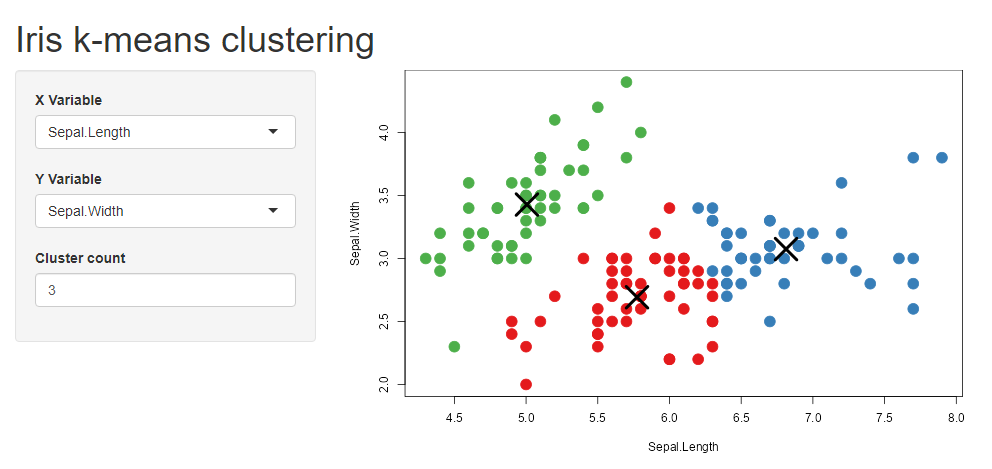 Iris k-means clustering
X Variable
Sepal.Length
Y Variable
Sepal.Width
Cluster count
3
Sepal.Width
4.0
3.5
3.0
2.5
2.0
4.5 5.0 5.5 6.0 6.5 7.0 7.5 8.0
Sepal.Length